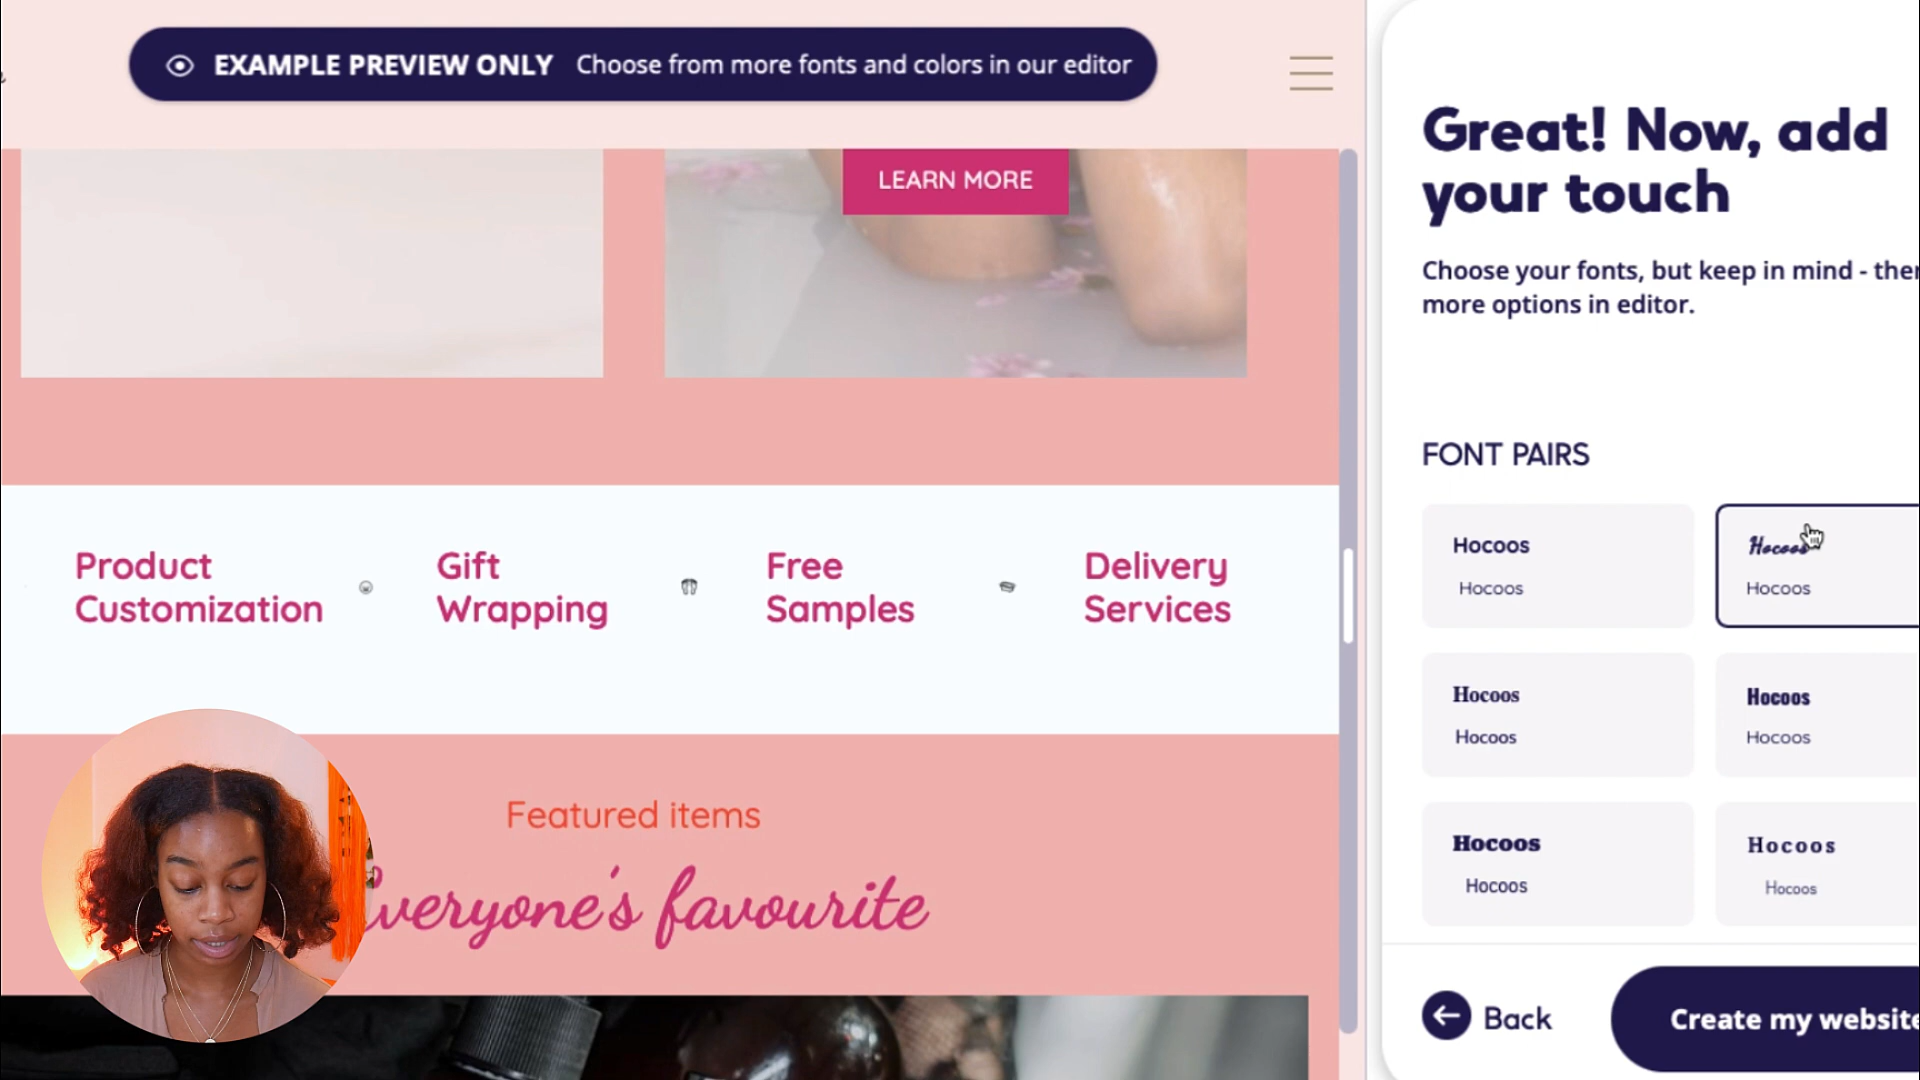 EXAMPLE PREVIEW ONLY Choose from more fonts and colors in our editor
LEARN MORE
Product
Customization
Gift
Wrapping
Free
Samples
Delivery
Services
Featured items
Everyone's favourite
Great! Now, add
your touch
Choose your fonts, but keep in mind -
more options in editor.
FONT PAIRS
Hocoos
Hocoos
Hocoos
Hocoos
Hocoos
Hocoos
Hocoos
Hocoos
Hocoos
Hocoos
Hocoos
Hocoos
Back
Create my website